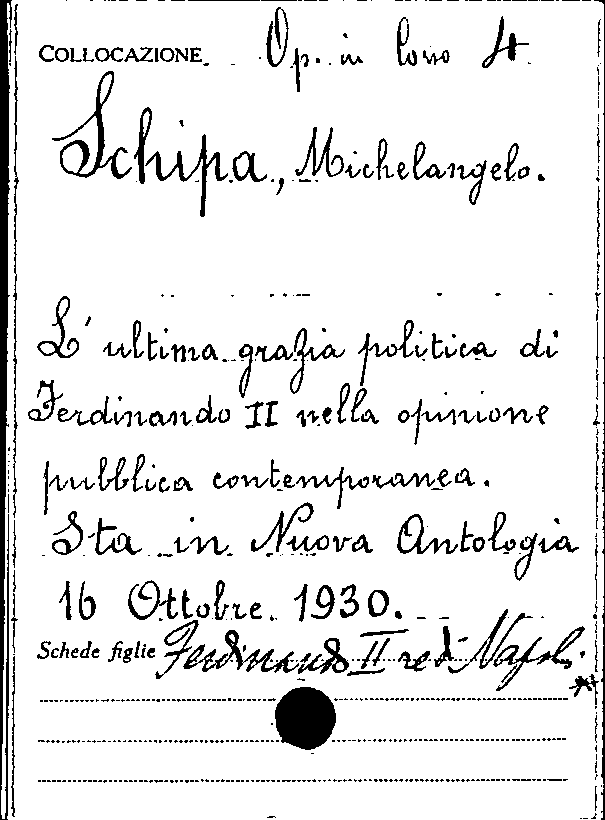 COLLOCAZIONE Op. in Covo 4
Schipa, Michelangelo.
L'ultima grazia politica di
Ferdinando II nella opinione
pubblica contemporanea.
Sta in Nuova Antologia
16 Ottobre 1930.
Schede figlie Ferdinando II re di Napoli.